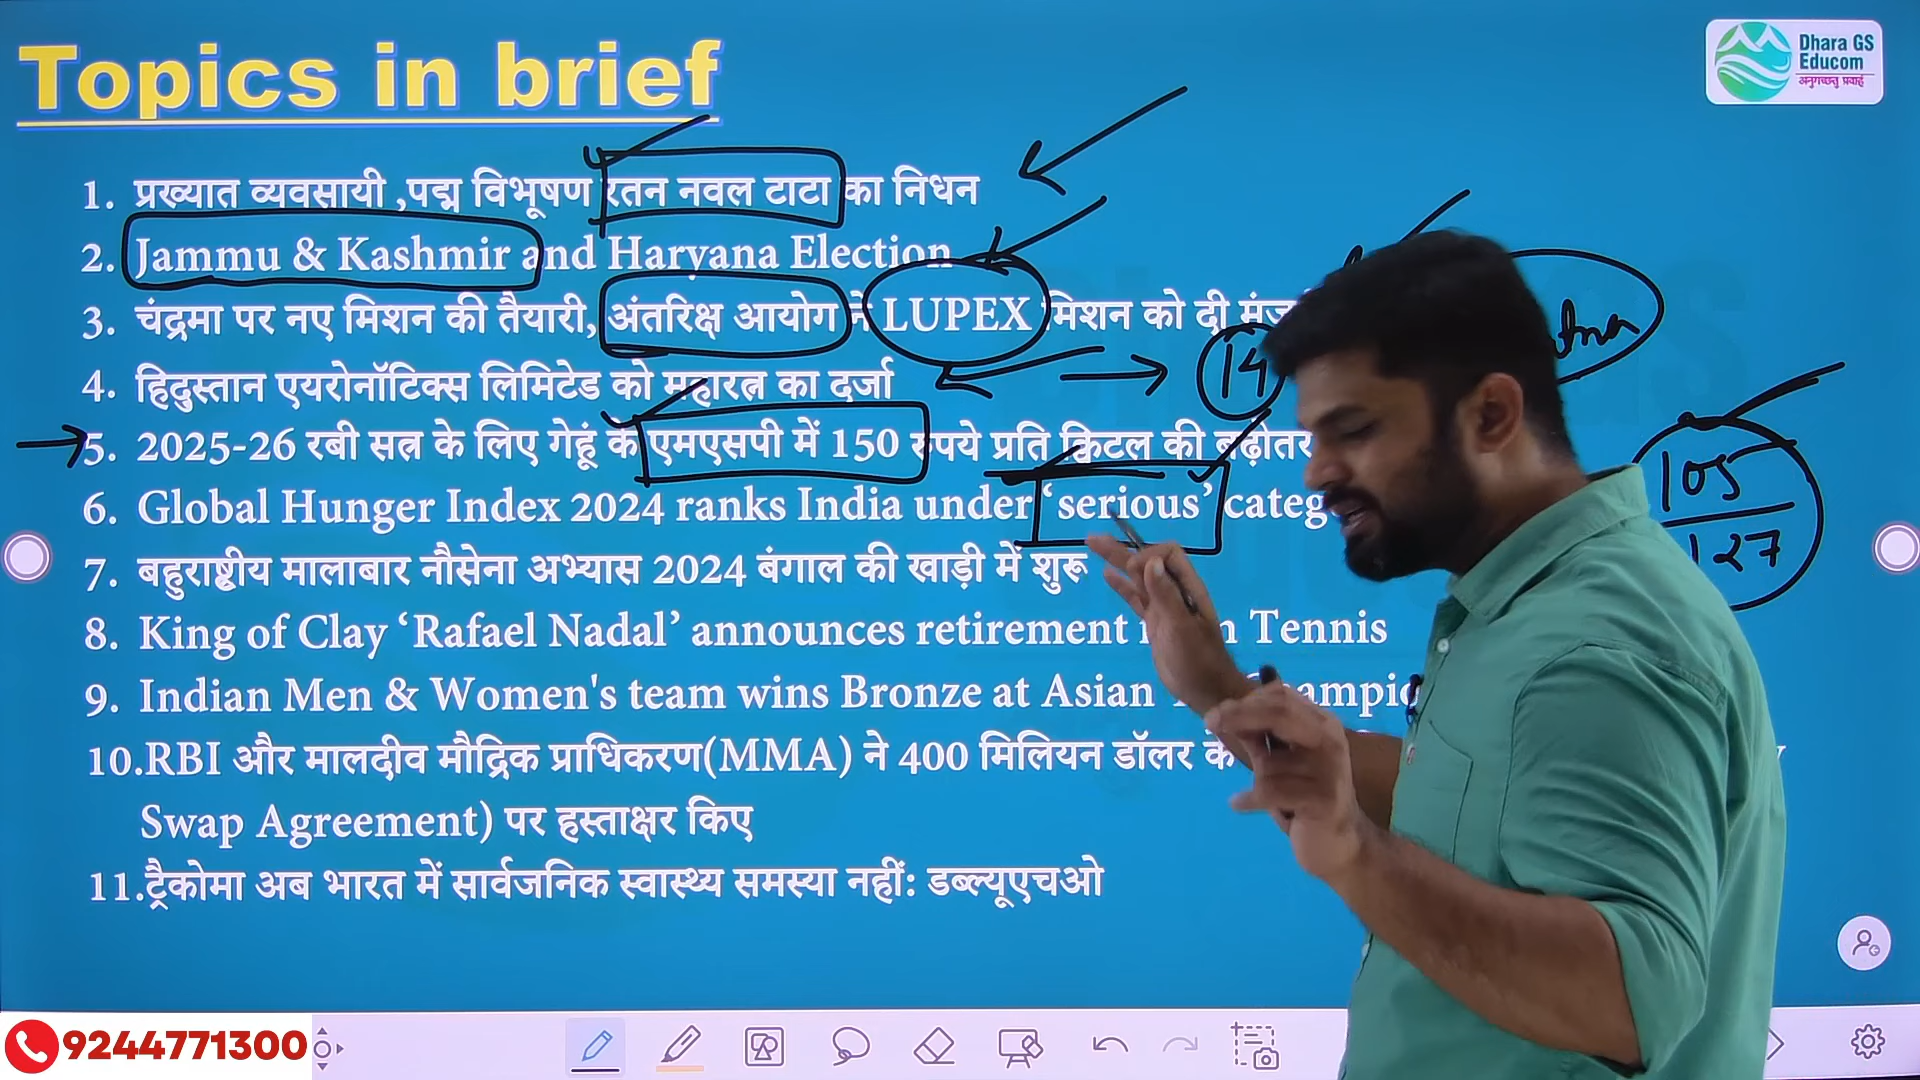 Topics in brief
Dhara GS
Educom
1. प्रख्यात व्यवसायी ,पद्म विभूषण रतन नवल टाटा का निधन
2. Jammu & Kashmir and Haryana Election
3. चंद्रमा पर नए मिशन की तैयारी, अंतरिक्ष आयोग ने LUPEX मिशन को दी
4. हिंदुस्तान एयरोनॉटिक्स लिमिटेड को महारत्न का दर्जा
14
5. 2025-26 रबी सत्र के लिए गेहूं के एमएसपी में 150 रुपये प्रति क्विंटल की
105
127
6. Global Hunger Index 2024 ranks India under ‘serious’
7. बहुराष्ट्रीय मालाबार नौसेना अभ्यास 2024 बंगाल की खाड़ी में शुरू
8. King of Clay ‘Rafael Nadal’ announces retirement Tennis
9. Indian Men & Women's team wins Bronze at Asian
10.RBI और मालदीव मौद्रिक प्राधिकरण(MMA) ने 400 मिलियन डॉलर के
Swap Agreement) पर हस्ताक्षर किए
11.ट्रैकोमा अब भारत में सार्वजनिक स्वास्थ्य समस्या नहीं: डब्ल्यूएचओ
9244771300